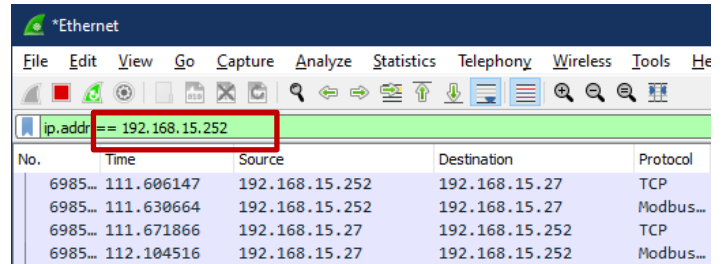 *Ethernet
File Edit View Go Capture Analyze Statistics Telephony Wireless Tools He
ip.addr == 192.168.15.252
No. Time Source Destination Protocol
6985… 111.606147 192.168.15.252 192.168.15.27 TCP
6985… 111.630664 192.168.15.252 192.168.15.27 Modbus…
6985… 111.671866 192.168.15.27 192.168.15.252 TCP
6985… 112.104516 192.168.15.27 192.168.15.252 Modbus…